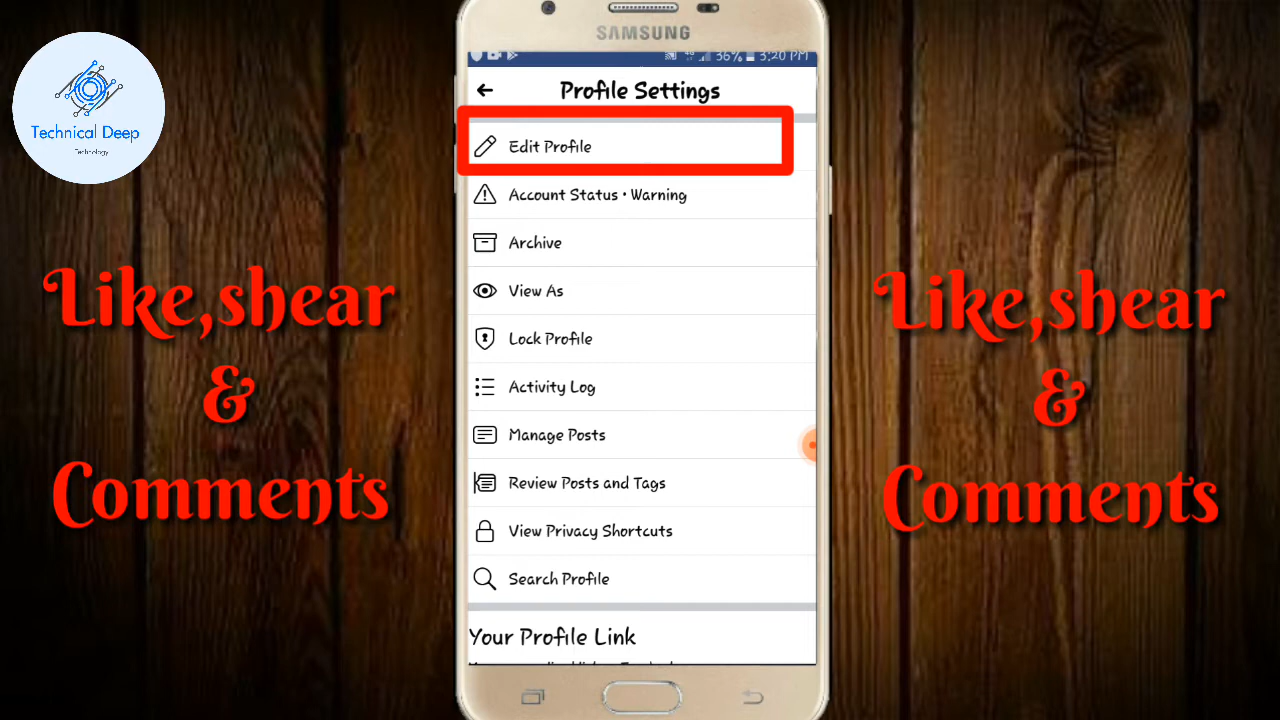 Technical Deep
Technology
SAMSUNG
36% 3:20 PM
Profile Settings
Edit Profile
Account Status • Warning
Archive
View As
Lock Profile
Activity Log
Manage Posts
Review Posts and Tags
View Privacy Shortcuts
Search Profile
Your Profile Link
Like,shear
&
Comments
Like,shear
&
Comments